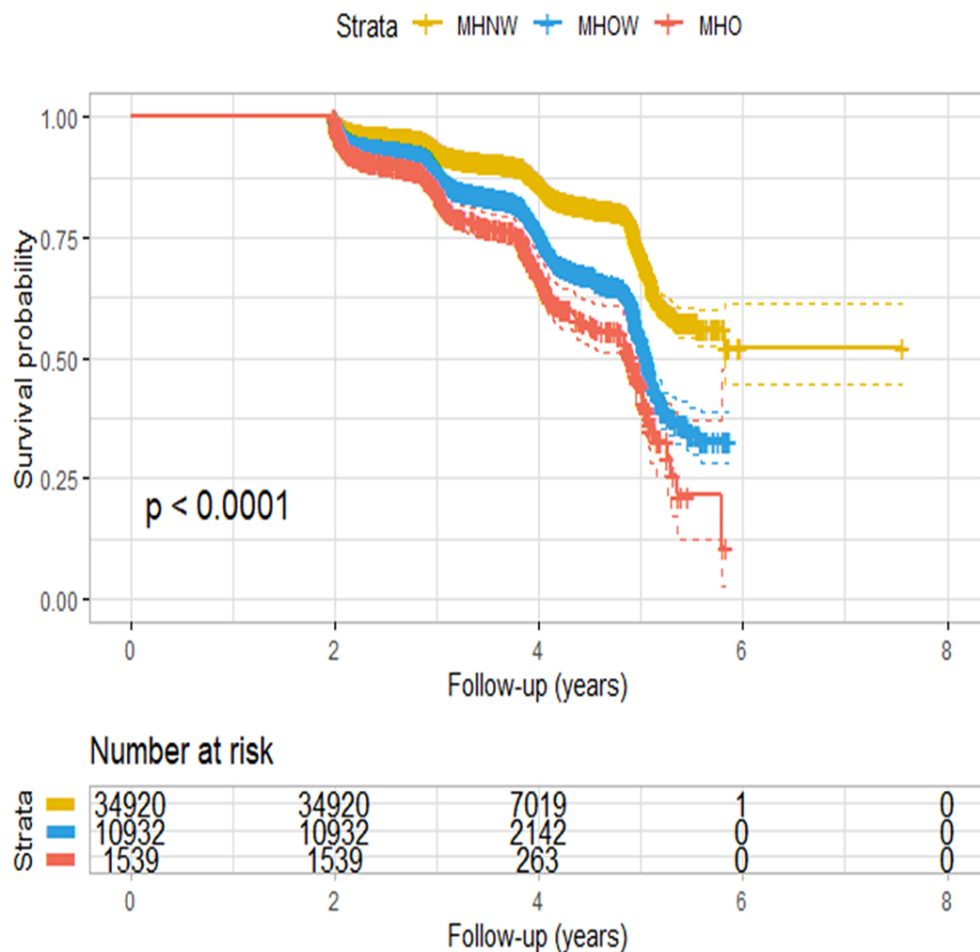 Strata MHNW MHOW MHO
Survival probability
1.00
0.75
0.50
0.25
0.00
p < 0.0001
0 2 4 6 8
Follow-up (years)
Number at risk
Strata
34920 34920 7019 1 0
10932 10932 2142 0 0
1539 1539 263 0 0
0 2 4 6 8
Follow-up (years)